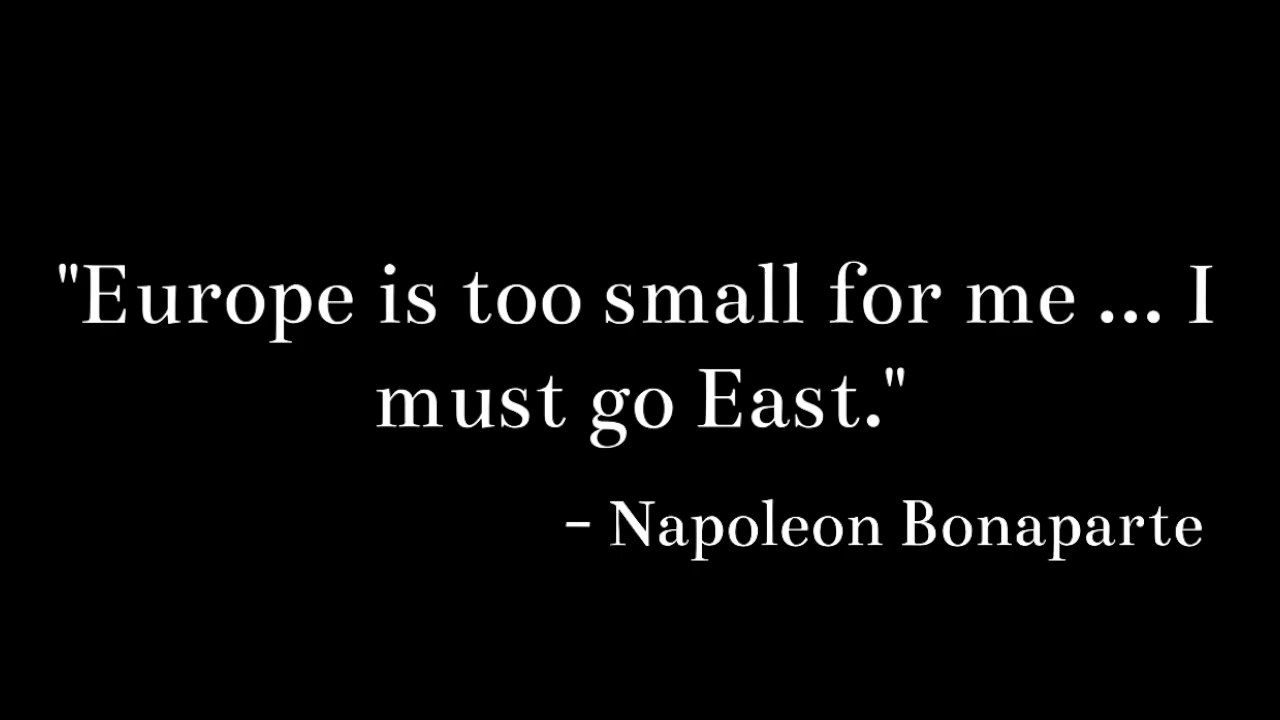 "Europe is too small for me ... I
must go East."
- Napoleon Bonaparte